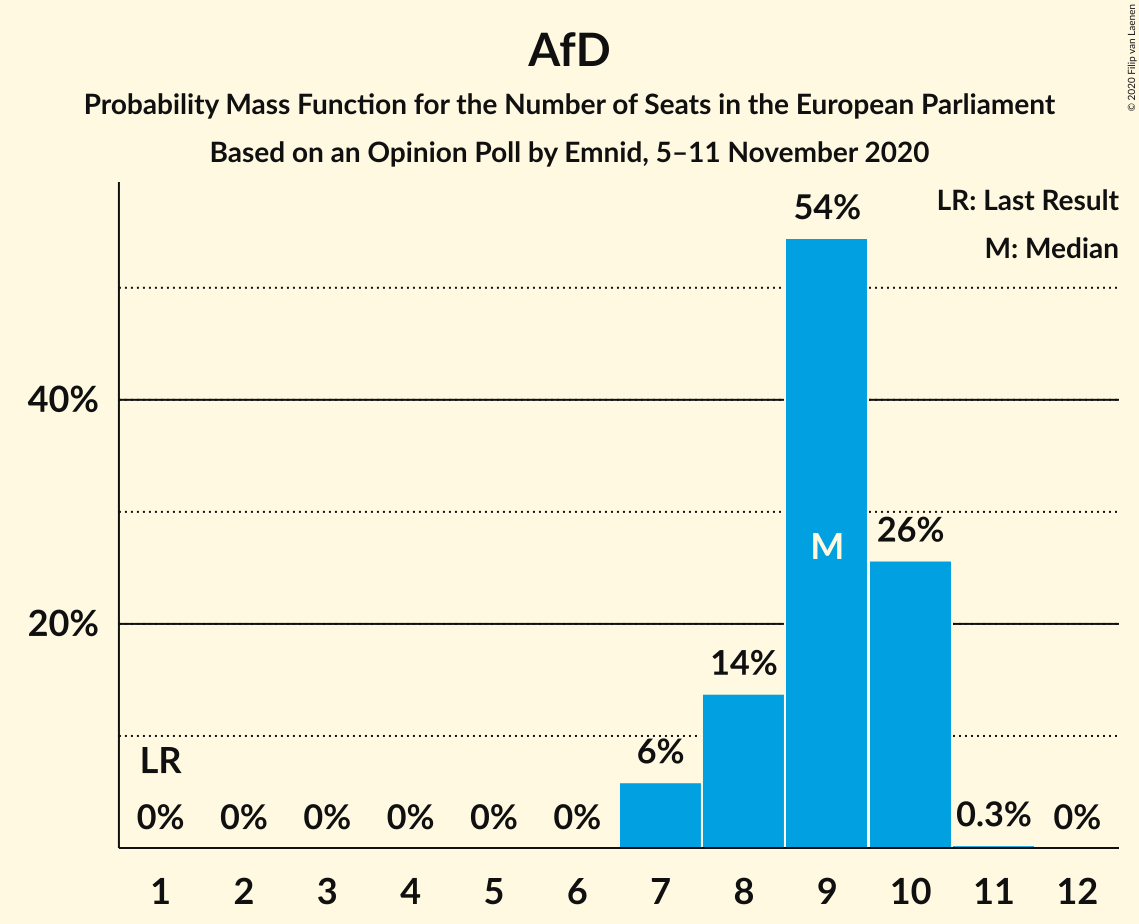 AfD
Probability Mass Function for the Number of Seats in the European Parliament
Based on an Opinion Poll by Emnid, 5–11 November 2020
© 2020 Filip van Laenen
LR: Last Result
M: Median
54%
40%
M
26%
20%
14%
LR
6%
0% 0% 0% 0% 0% 0% 0.3% 0%
1 2 3 4 5 6 7 8 9 10 11 12